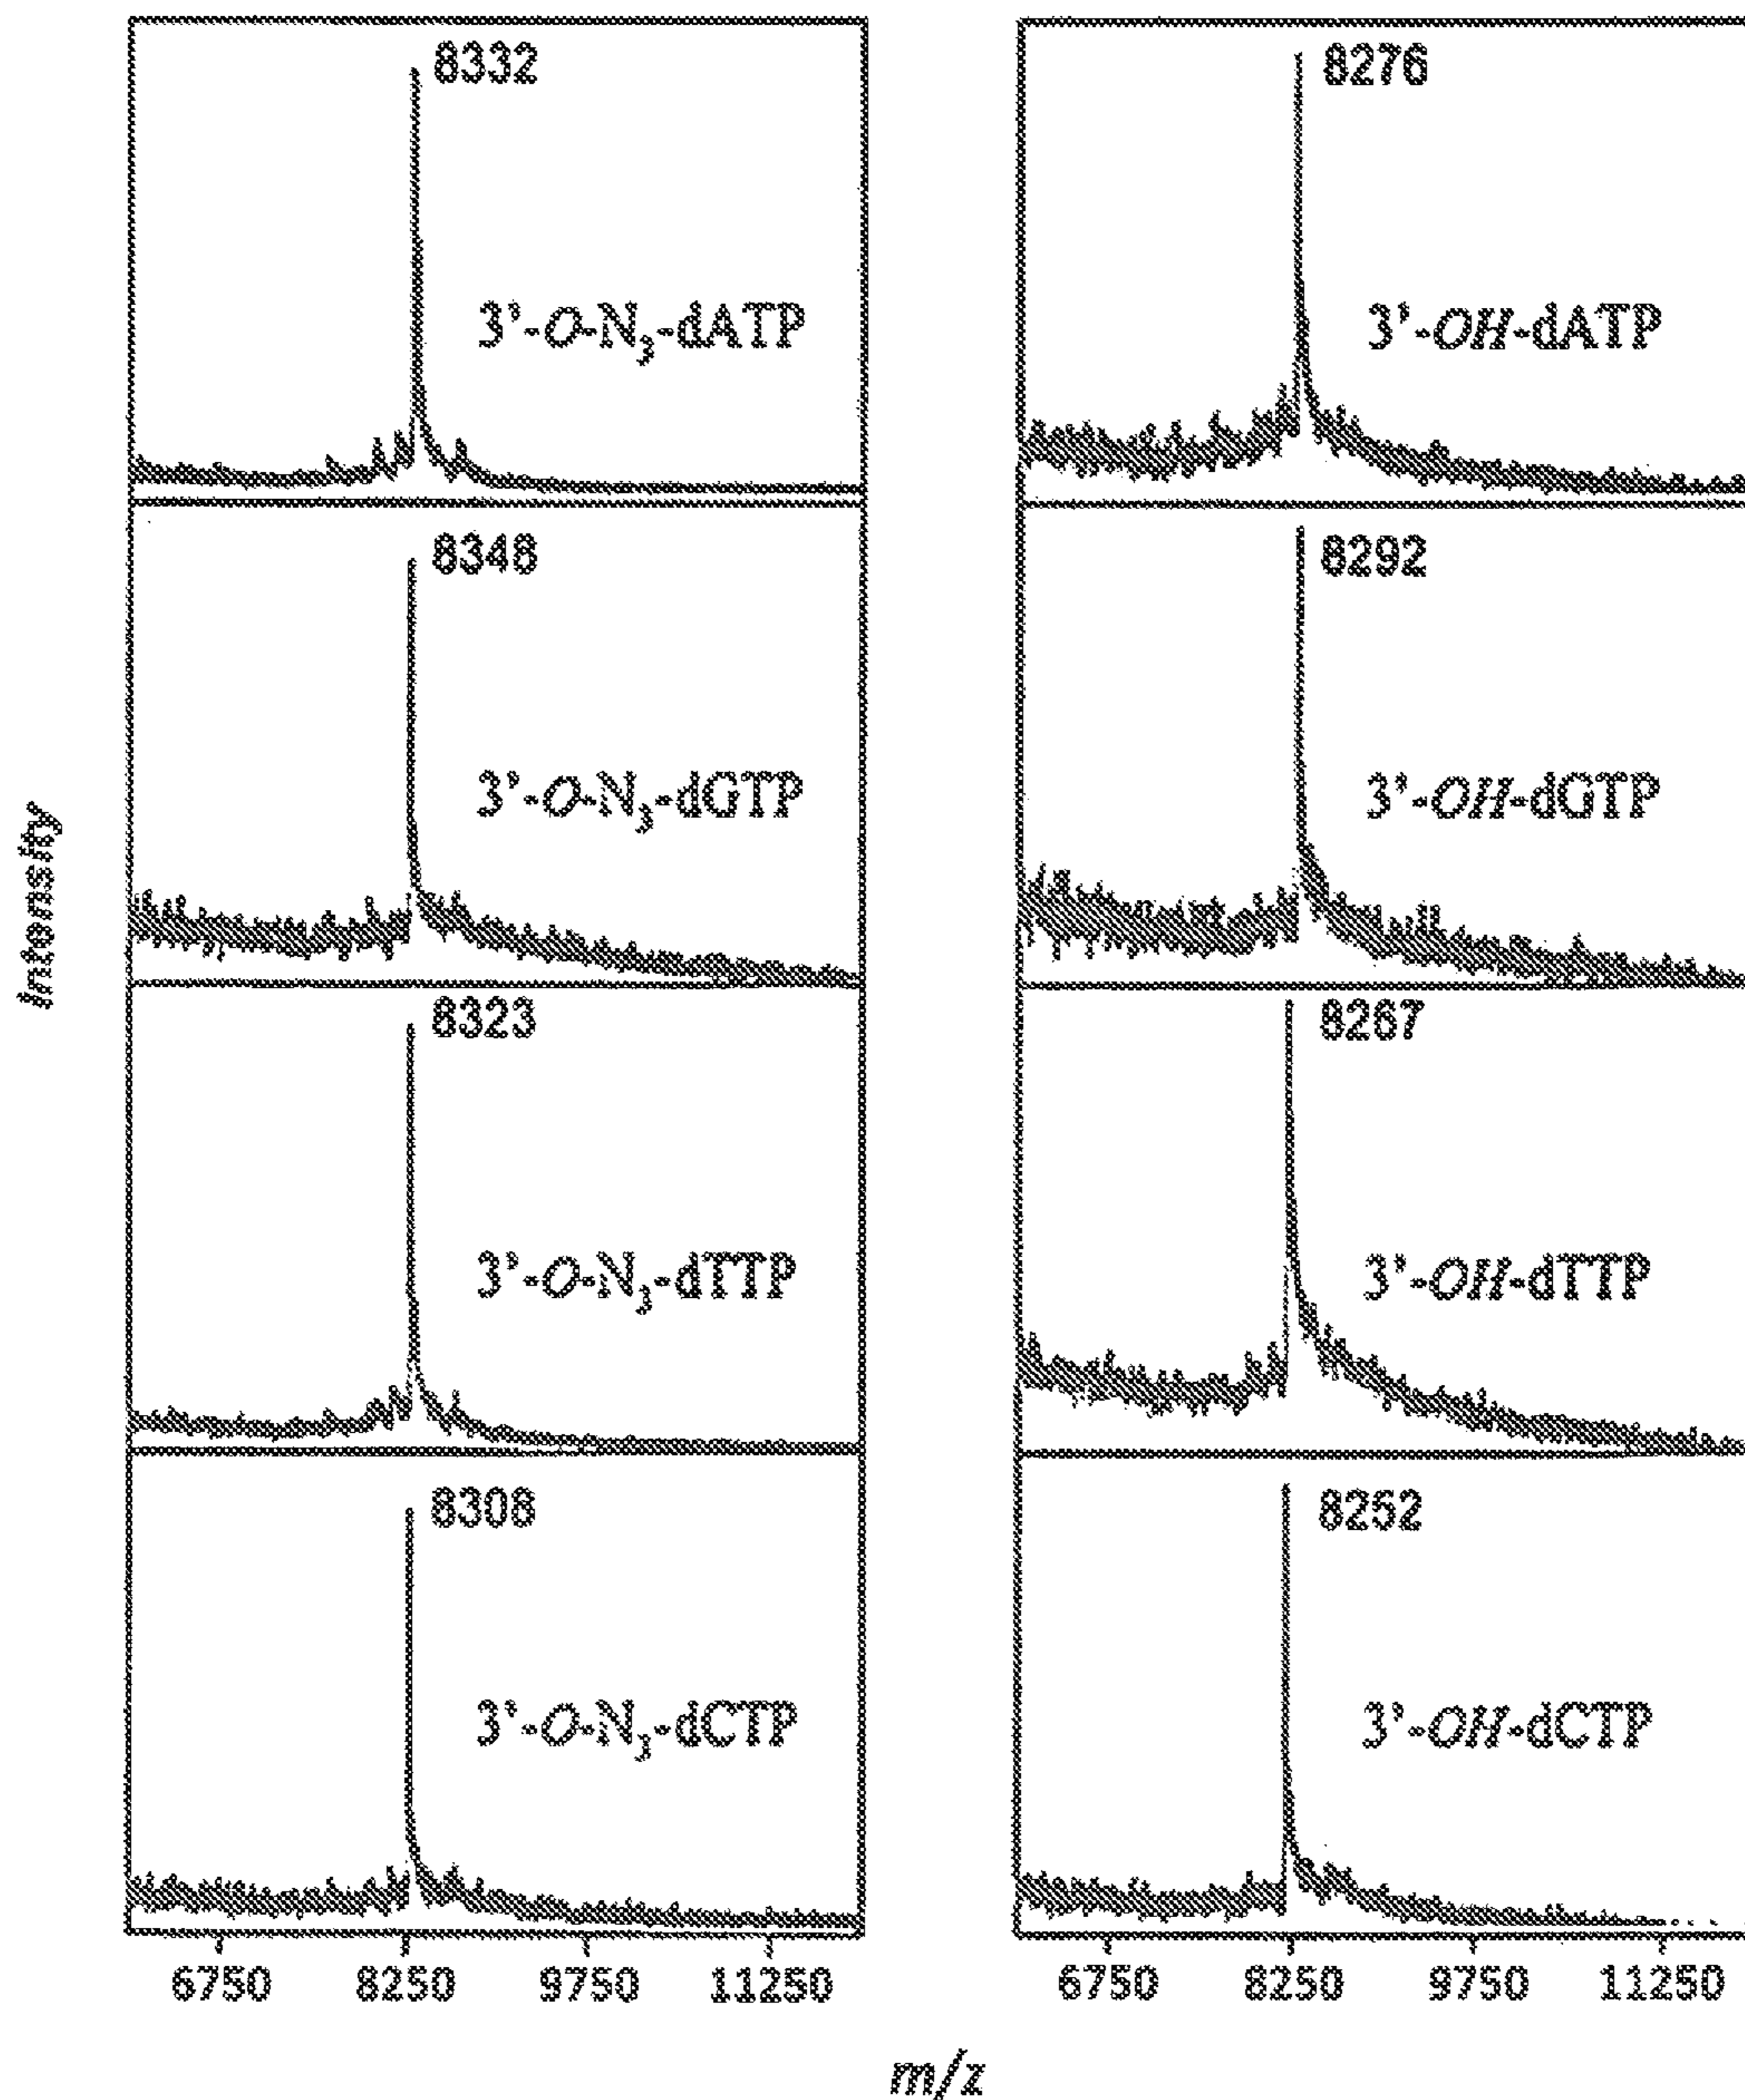 8332
3'-O-N3-dATP
8276
3'-OH-dATP
8348
3'-O-N3-dGTP
8292
3'-OH-dGTP
8323
3'-O-N3-dTTP
8267
3'-OH-dTTP
8308
3'-O-N3-dCTP
8252
3'-OH-dCTP
Intensity
6750 8250 9750 11250
6750 8250 9750 11250
m/z